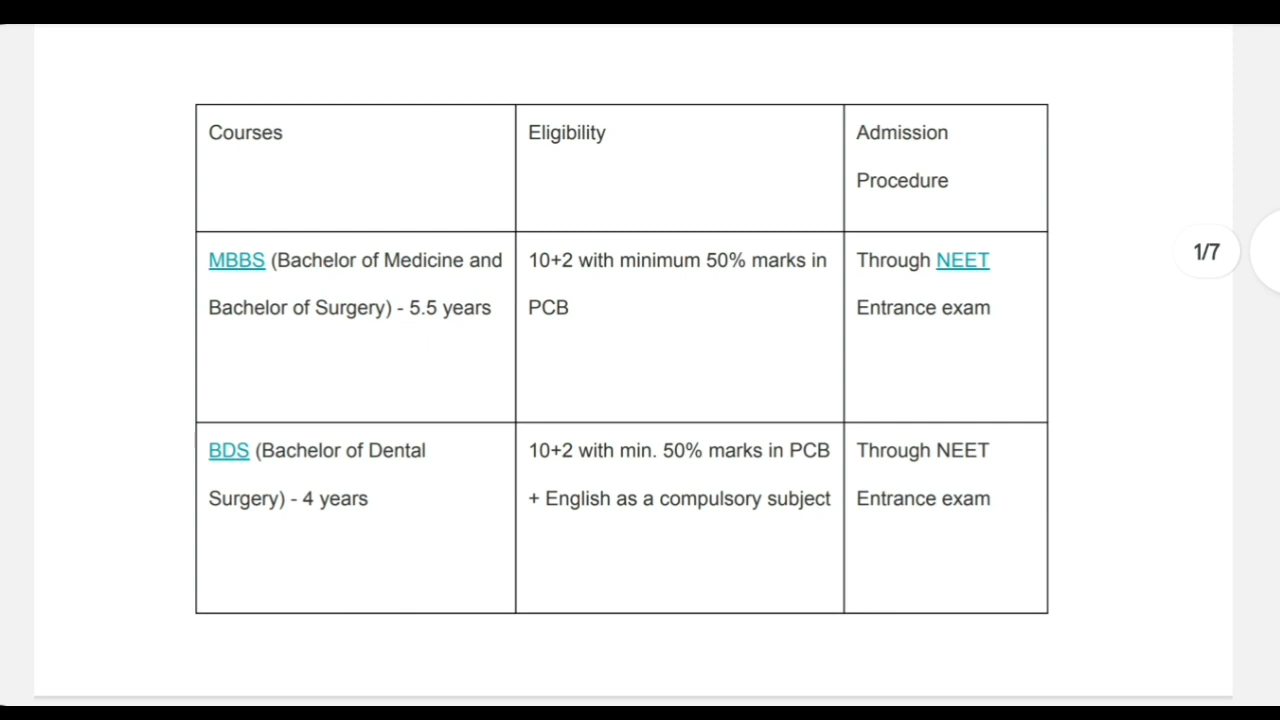 Courses
Eligibility
Admission
Procedure
MBBS (Bachelor of Medicine and
Bachelor of Surgery) - 5.5 years
10+2 with minimum 50% marks in
PCB
Through NEET
Entrance exam
BDS (Bachelor of Dental
Surgery) - 4 years
10+2 with min. 50% marks in PCB
+ English as a compulsory subject
Through NEET
Entrance exam
1/7